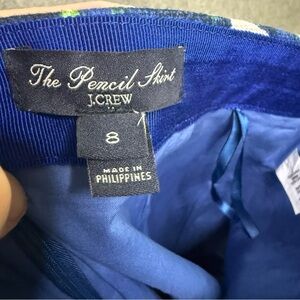 The Pencil Skirt
J.CREW
8
MADE IN
PHILIPPINES